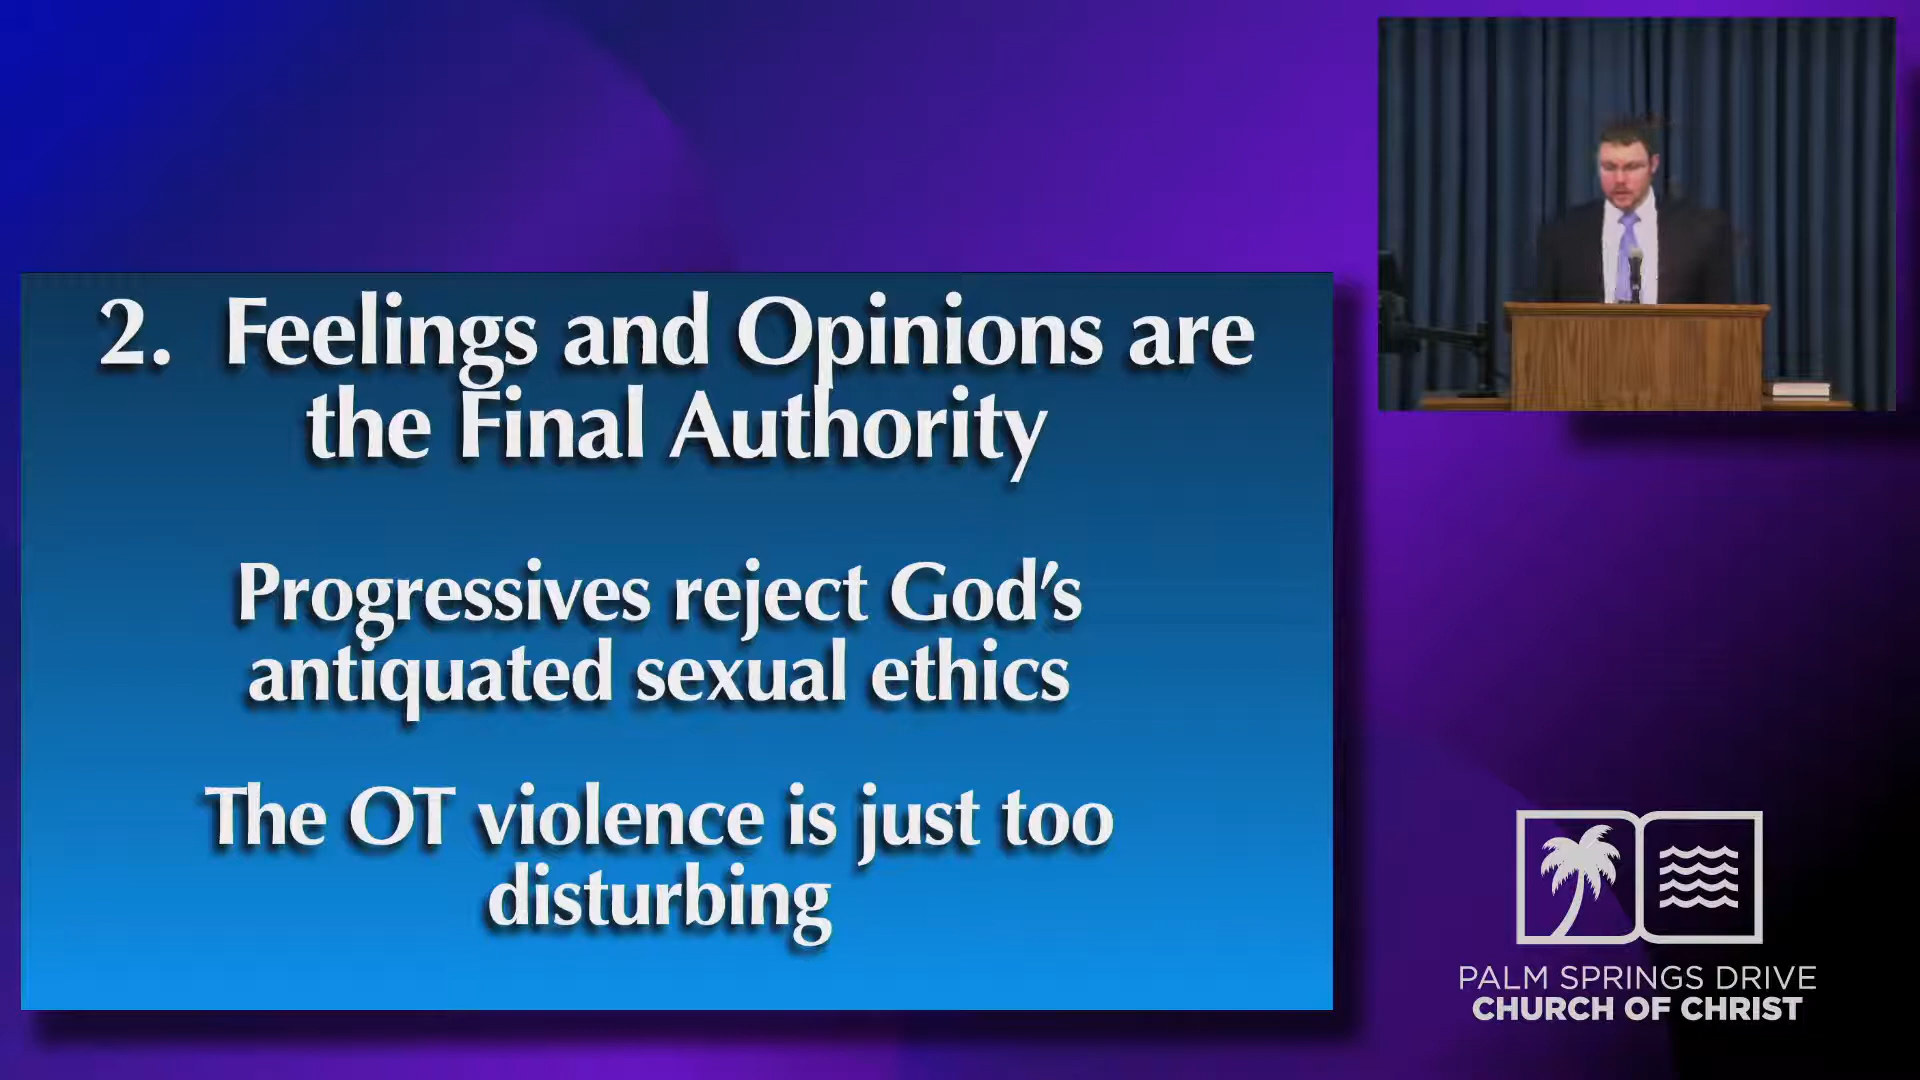 2. Feelings and Opinions are
the Final Authority
Progressives reject God’s
antiquated sexual ethics
The OT violence is just too
disturbing
PALM SPRINGS DRIVE
CHURCH OF CHRIST